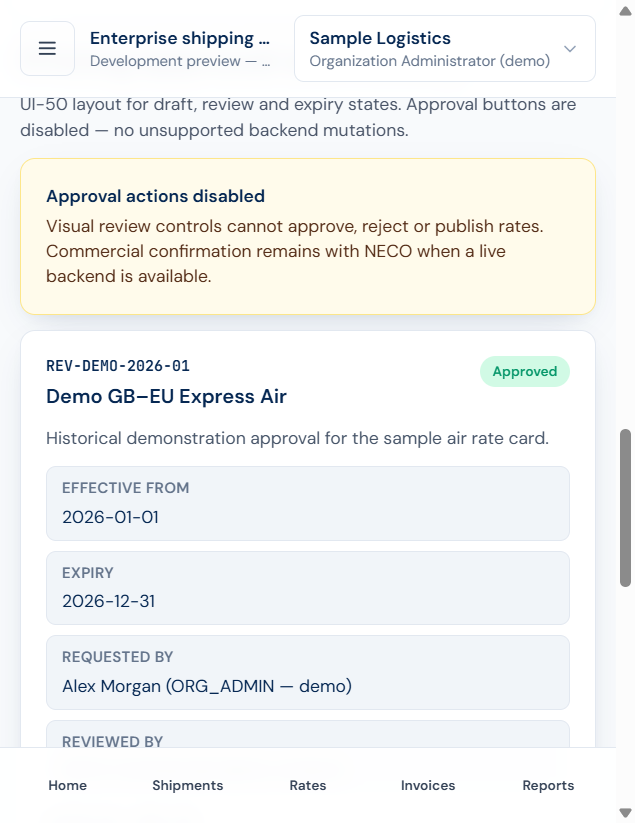 Enterprise shipping ...
Development preview — ...
Sample Logistics
Organization Administrator (demo)
UI-50 layout for draft, review and expiry states. Approval buttons are
disabled — no unsupported backend mutations.
Approval actions disabled
Visual review controls cannot approve, reject or publish rates.
Commercial confirmation remains with NECO when a live
backend is available.
REV-DEMO-2026-01
Approved
Demo GB–EU Express Air
Historical demonstration approval for the sample air rate card.
EFFECTIVE FROM
2026-01-01
EXPIRY
2026-12-31
REQUESTED BY
Alex Morgan (ORG_ADMIN — demo)
REVIEWED BY
Home
Shipments
Rates
Invoices
Reports